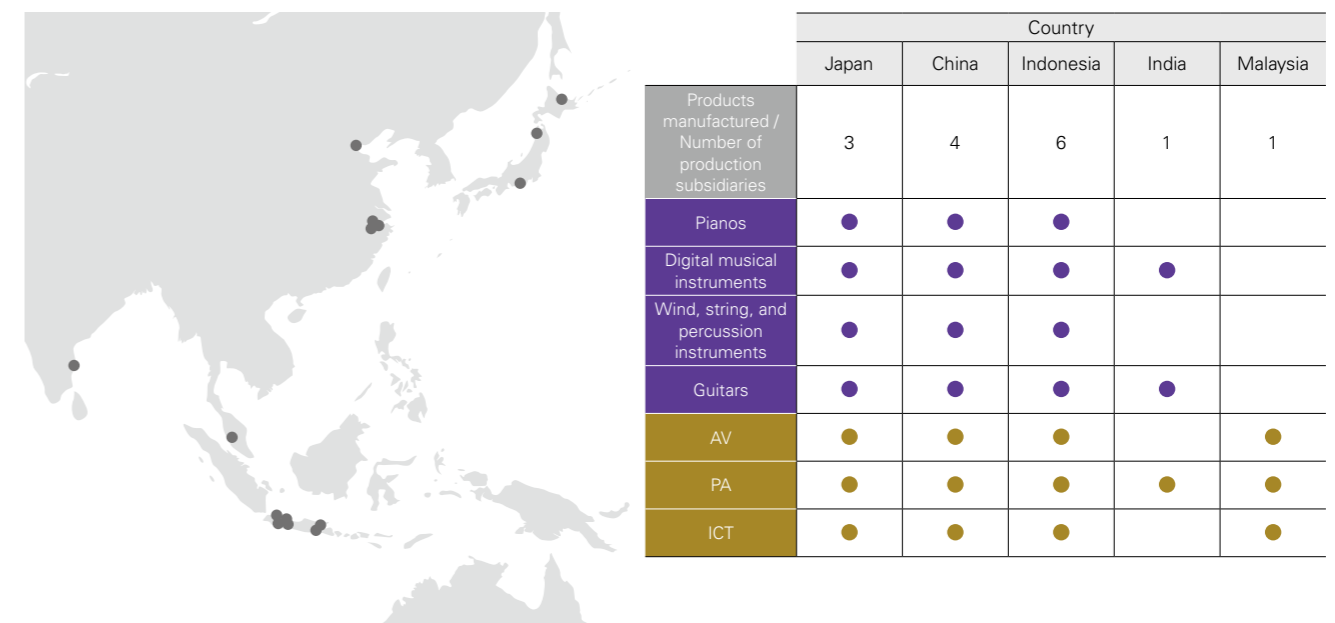 Country
Japan China Indonesia India Malaysia
Products
manufactured /
Number of
production
subsidiaries
3 4 6 1 1
Pianos
Digital musical
instruments
Wind, string, and
percussion
instruments
Guitars
AV
PA
ICT